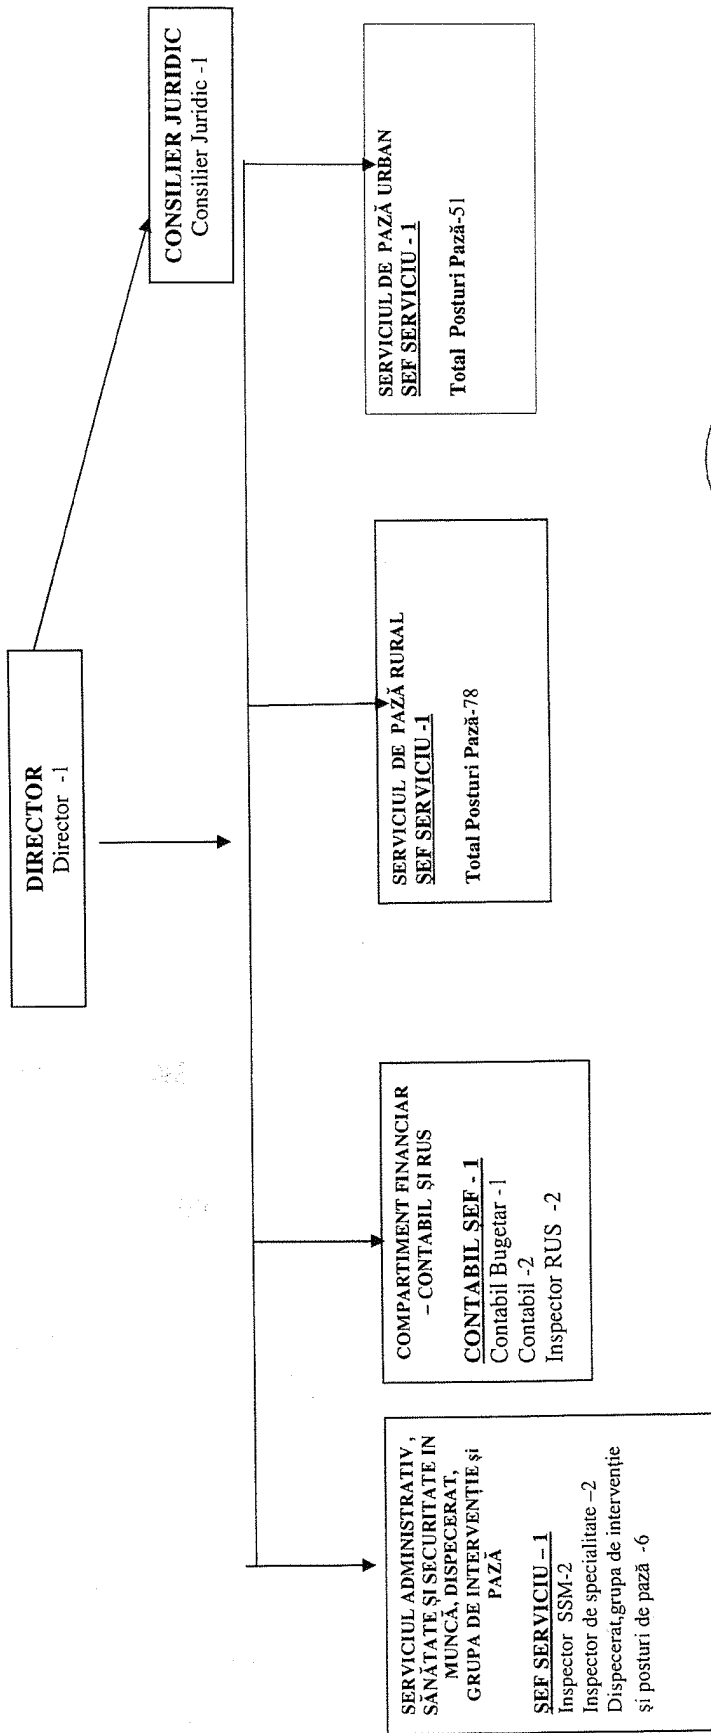 DIRECTOR
Director -1
CONSILIER JURIDIC
Consilier Juridic -1
SERVICIUL ADMINISTRATIV ,
SĂNĂTATE ȘI SECURITATE IN
MUNCĂ, DISPECERAT,
GRUPA DE INTERVENȚIE și
PAZĂ
ȘEF SERVICIU – 1
Inspector SSM-2
Inspector de specialitate –2
Dispecerat,grupa de intervenție
și posturi de pază -6
COMPARTIMENT FINANCIAR
– CONTABIL ȘI RUS
CONTABIL ȘEF - 1
Contabil Bugetar -1
Contabil -2
Inspector RUS -2
SERVICIUL DE PAZĂ RURAL
ȘEF SERVICIU -1
Total Posturi Pază-78
SERVICIUL DE PAZĂ URBAN
ȘEF SERVICIU - 1
Total Posturi Pază-51